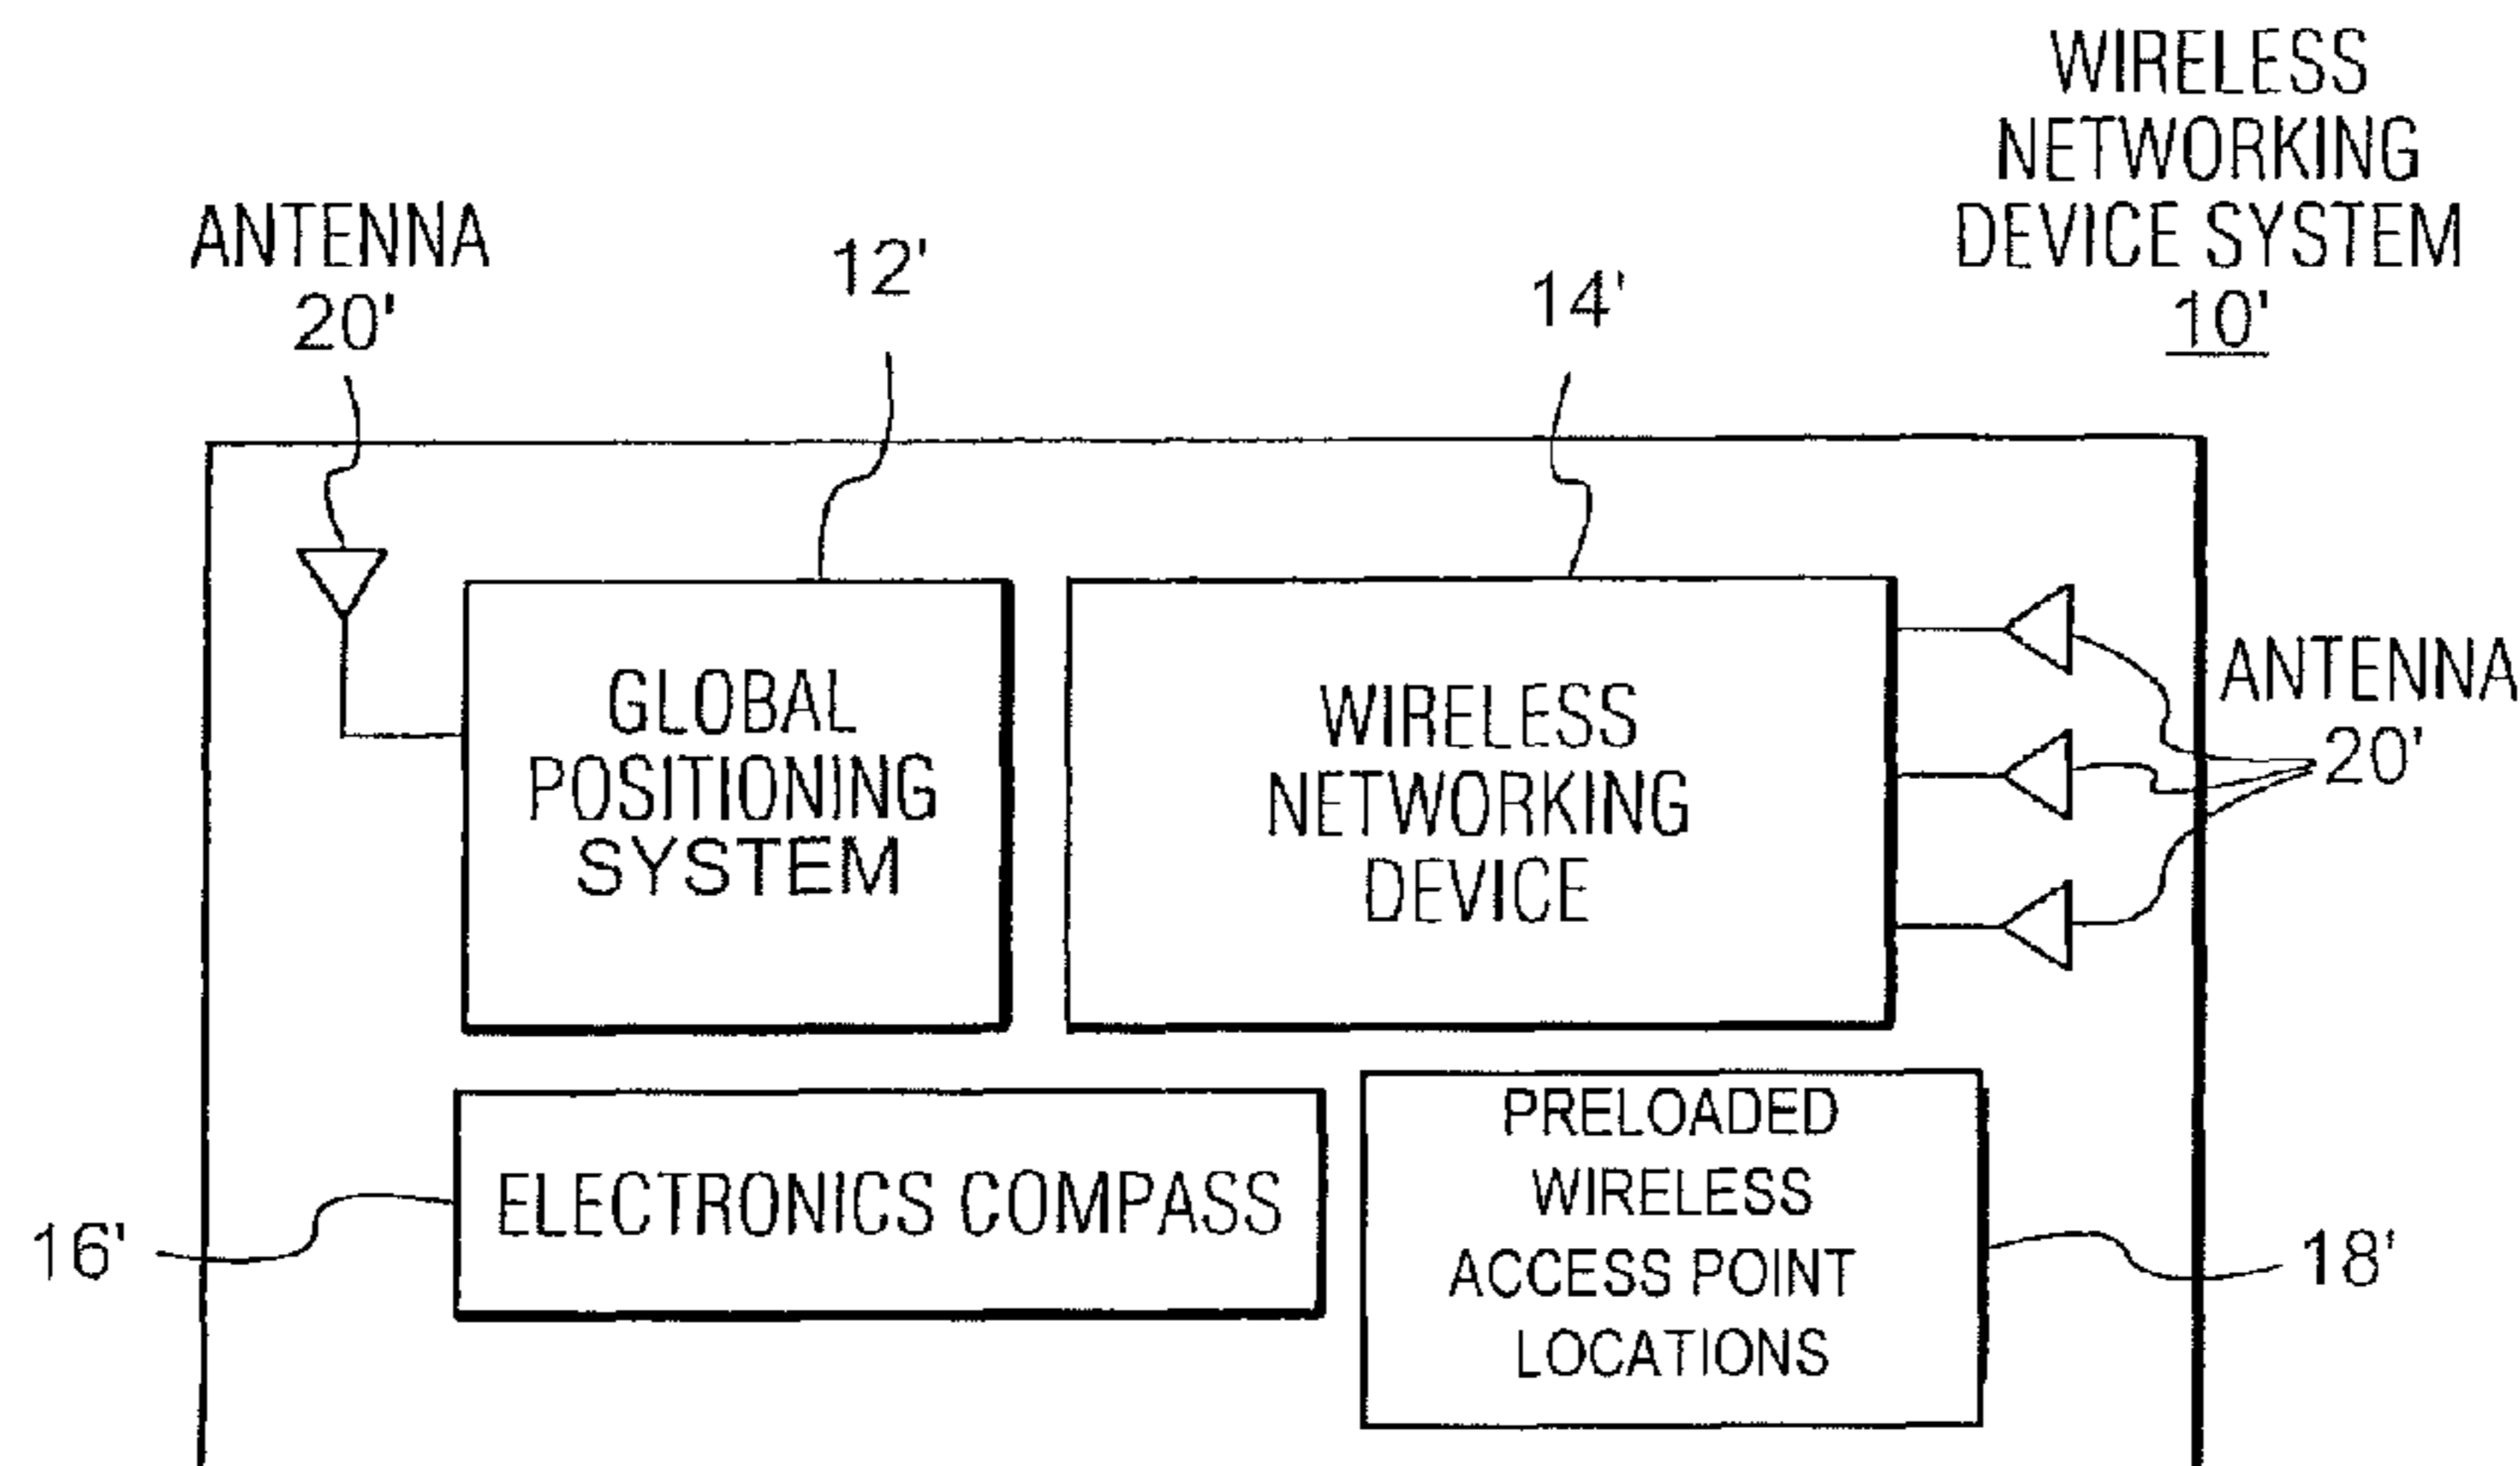 WIRELESS
NETWORKING
DEVICE SYSTEM
10'
ANTENNA
20'
12'
14'
GLOBAL
POSITIONING
SYSTEM
WIRELESS
NETWORKING
DEVICE
ANTENNA
20'
ELECTRONICS COMPASS
16'
PRELOADED
WIRELESS
ACCESS POINT
LOCATIONS
18'